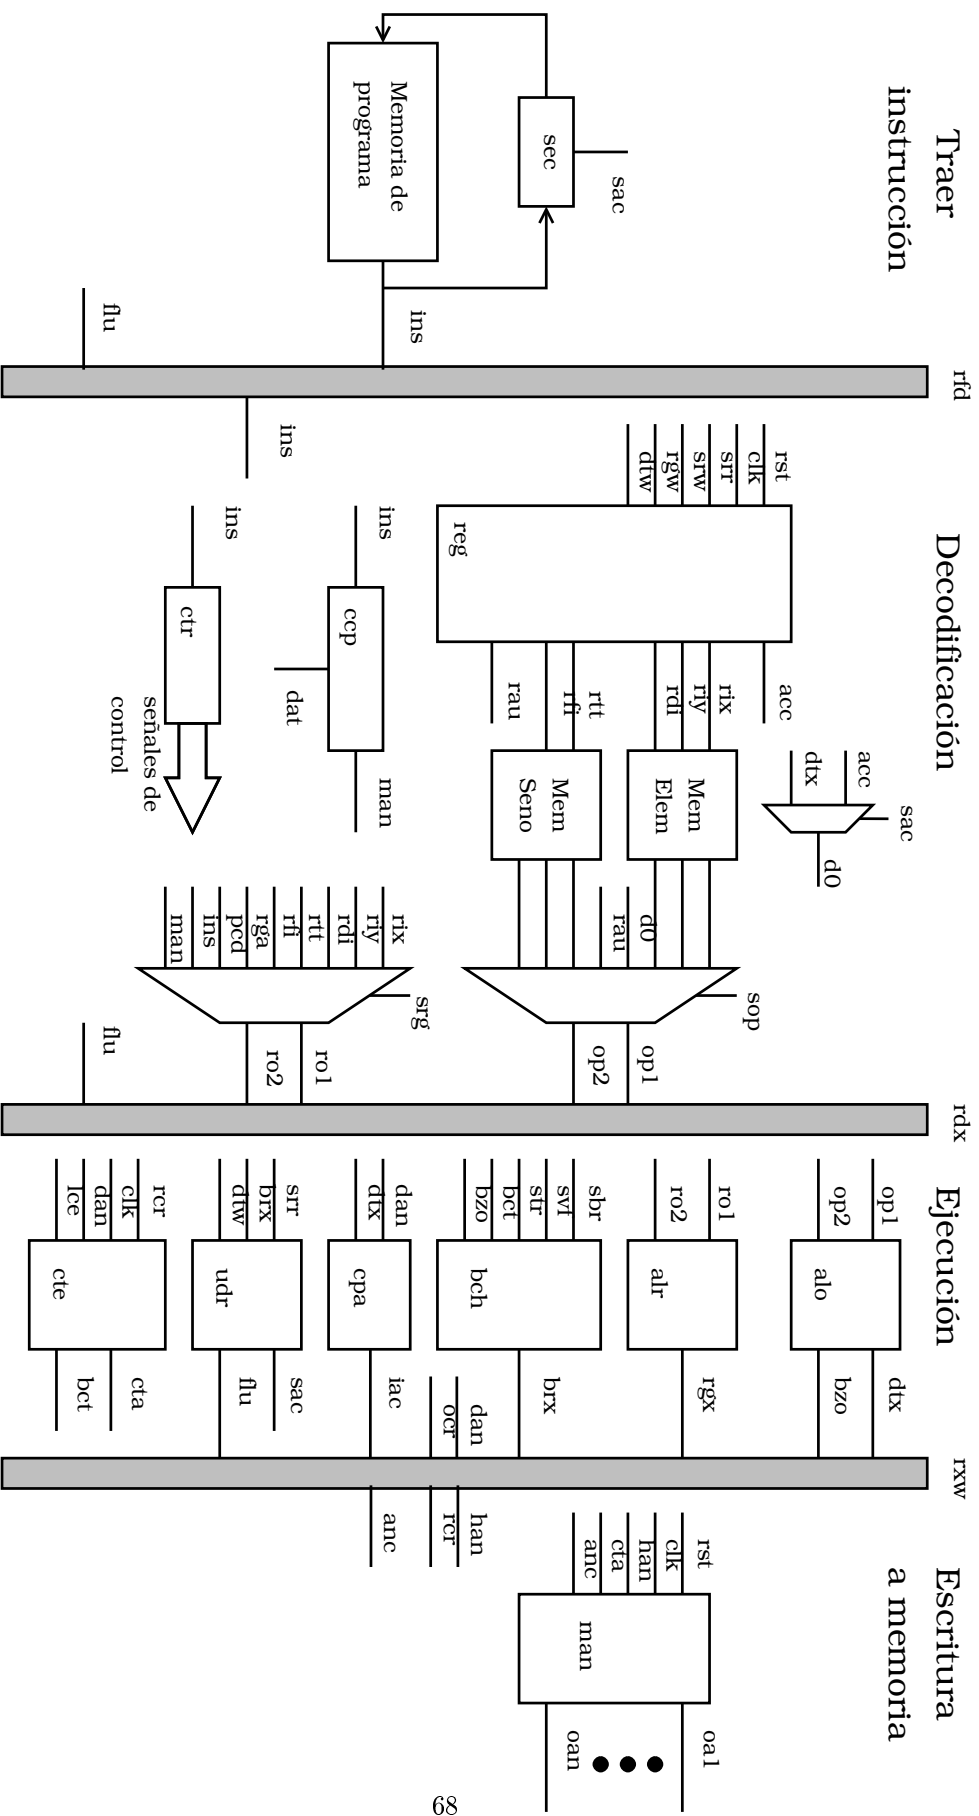 Traer
instrucción
sac
sec
Memoria de
programa
ins
flu
rfd
Decodificación
rst
clk
srr
srw
rgw
dtw
reg
acc
rix
riy
rdi
rtt
rfi
rau
acc
dtx
sac
d0
Mem
Elem
Mem
Seno
d0
rau
sop
op1
op2
ins
ins
ccp
dat
man
ins
ctr
señales de
control
rix
riy
rdi
rtt
rfi
rga
pcd
ins
man
srg
ro1
ro2
flu
rdx
Ejecución
op1
op2
alo
dtx
bzo
ro1
ro2
alr
rgx
sbr
svf
str
bct
bzo
bch
brx
dan
dtx
cpa
iac
dan
ocr
srr
brx
dtw
udr
sac
flu
rcr
clk
dan
lce
cte
cta
bct
rxw
Escritura
a memoria
han
rcr
anc
rst
clk
han
cta
anc
man
oa1
oan
68